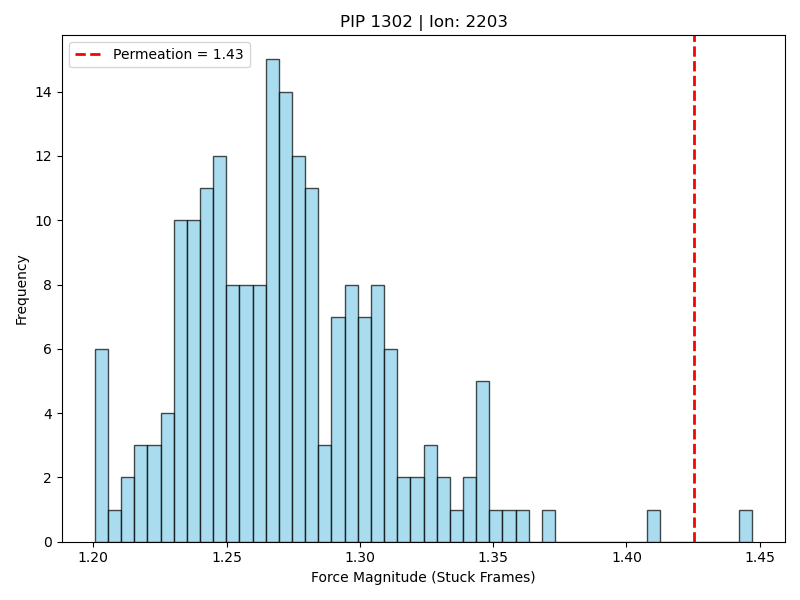 PIP 1302 | Ion: 2203
Permeation = 1.43
14
12
10
8
6
4
2
0
Frequency
1.20 1.25 1.30 1.35 1.40 1.45
Force Magnitude (Stuck Frames)